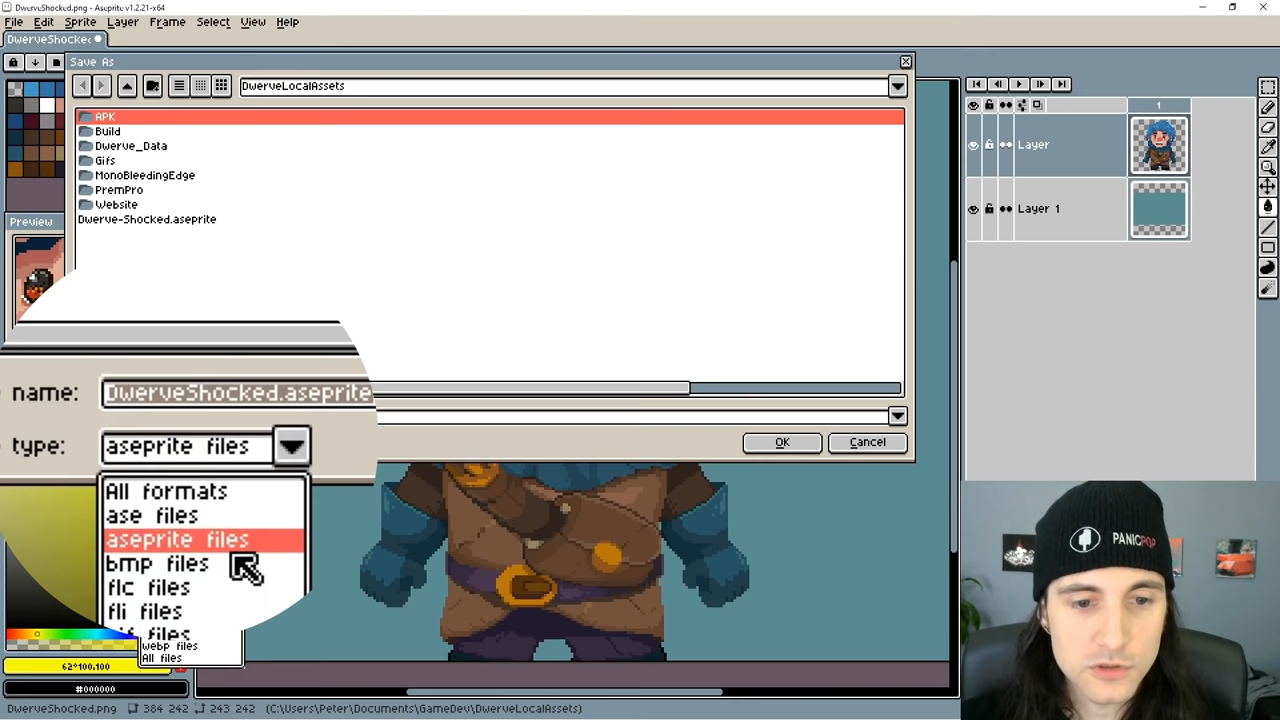 DwerveShocked.png - Aseprite v1.2.21-x64
File Edit Sprite Layer Frame Select View Help
DwerveShockec
Save As
DwerveLocalAssets
1
APK
Build
Dwerve_Data
Gifs
MonoBleedingEdge
PremPro
Website
Dwerve-Shocked.aseprite
Layer
Layer 1
Preview
name: DwerveShocked.aseprite
type: aseprite files
OK Cancel
All formats
ase files
aseprite files
bmp files
flc files
fli files
webp files
All files
62*100,100
#000000
PANICPOP
DwerveShocked.png 384 242 243 242 (C:\Users\Peter\Documents\GameDev\DwerveLocalAssets)